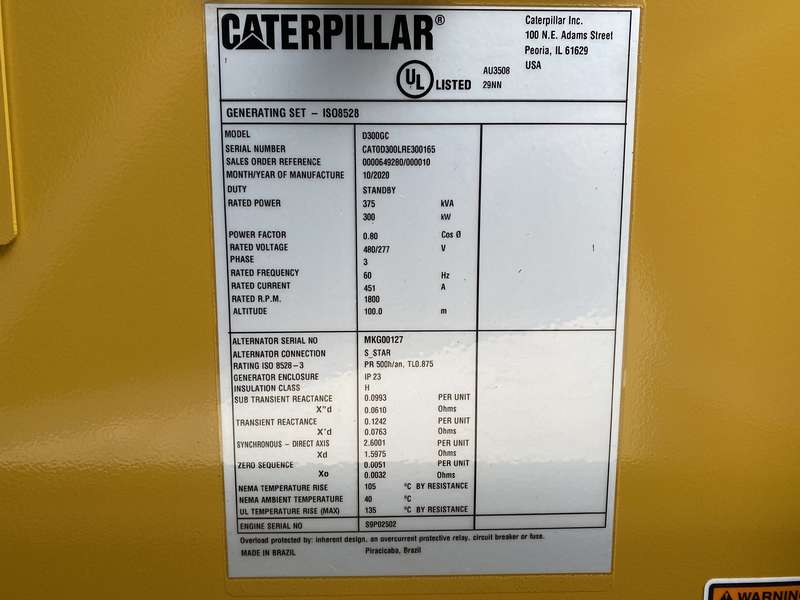 CATERPILLAR®
Caterpillar Inc.
100 N.E. Adams Street
Peoria, IL 61629
USA
UL LISTED AU3508
29NN
GENERATING SET – ISO8528
MODEL D300GC
SERIAL NUMBER CAT0D300LRE300165
SALES ORDER REFERENCE 0000649280/000010
MONTH/YEAR OF MANUFACTURE 10/2020
DUTY STANDBY
RATED POWER 375 kVA
300 kW
POWER FACTOR 0.80 Cos Ø
RATED VOLTAGE 480/277 V
PHASE 3
RATED FREQUENCY 60 Hz
RATED CURRENT 451 A
RATED R.P.M. 1800
ALTITUDE 100.0 m
ALTERNATOR SERIAL NO MKG00127
ALTERNATOR CONNECTION S_STAR
RATING ISO 8528–3 PR 500h/an, TL0.875
GENERATOR ENCLOSURE IP 23
INSULATION CLASS H
SUB TRANSIENT REACTANCE 0.0993 PER UNIT
X"d 0.0610 Ohms
TRANSIENT REACTANCE 0.1242 PER UNIT
X'd 0.0763 Ohms
SYNCHRONOUS – DIRECT AXIS 2.6001 PER UNIT
Xd 1.5975 Ohms
ZERO SEQUENCE 0.0051 PER UNIT
Xo 0.0032 Ohms
NEMA TEMPERATURE RISE 105 °C BY RESISTANCE
NEMA AMBIENT TEMPERATURE 40 °C
UL TEMPERATURE RISE (MAX) 135 °C BY RESISTANCE
ENGINE SERIAL NO S9P02502
Overload protected by: inherent design, an overcurrent protective relay, circuit breaker or fuse.
MADE IN BRAZIL Piracicaba, Brazil
WARNING